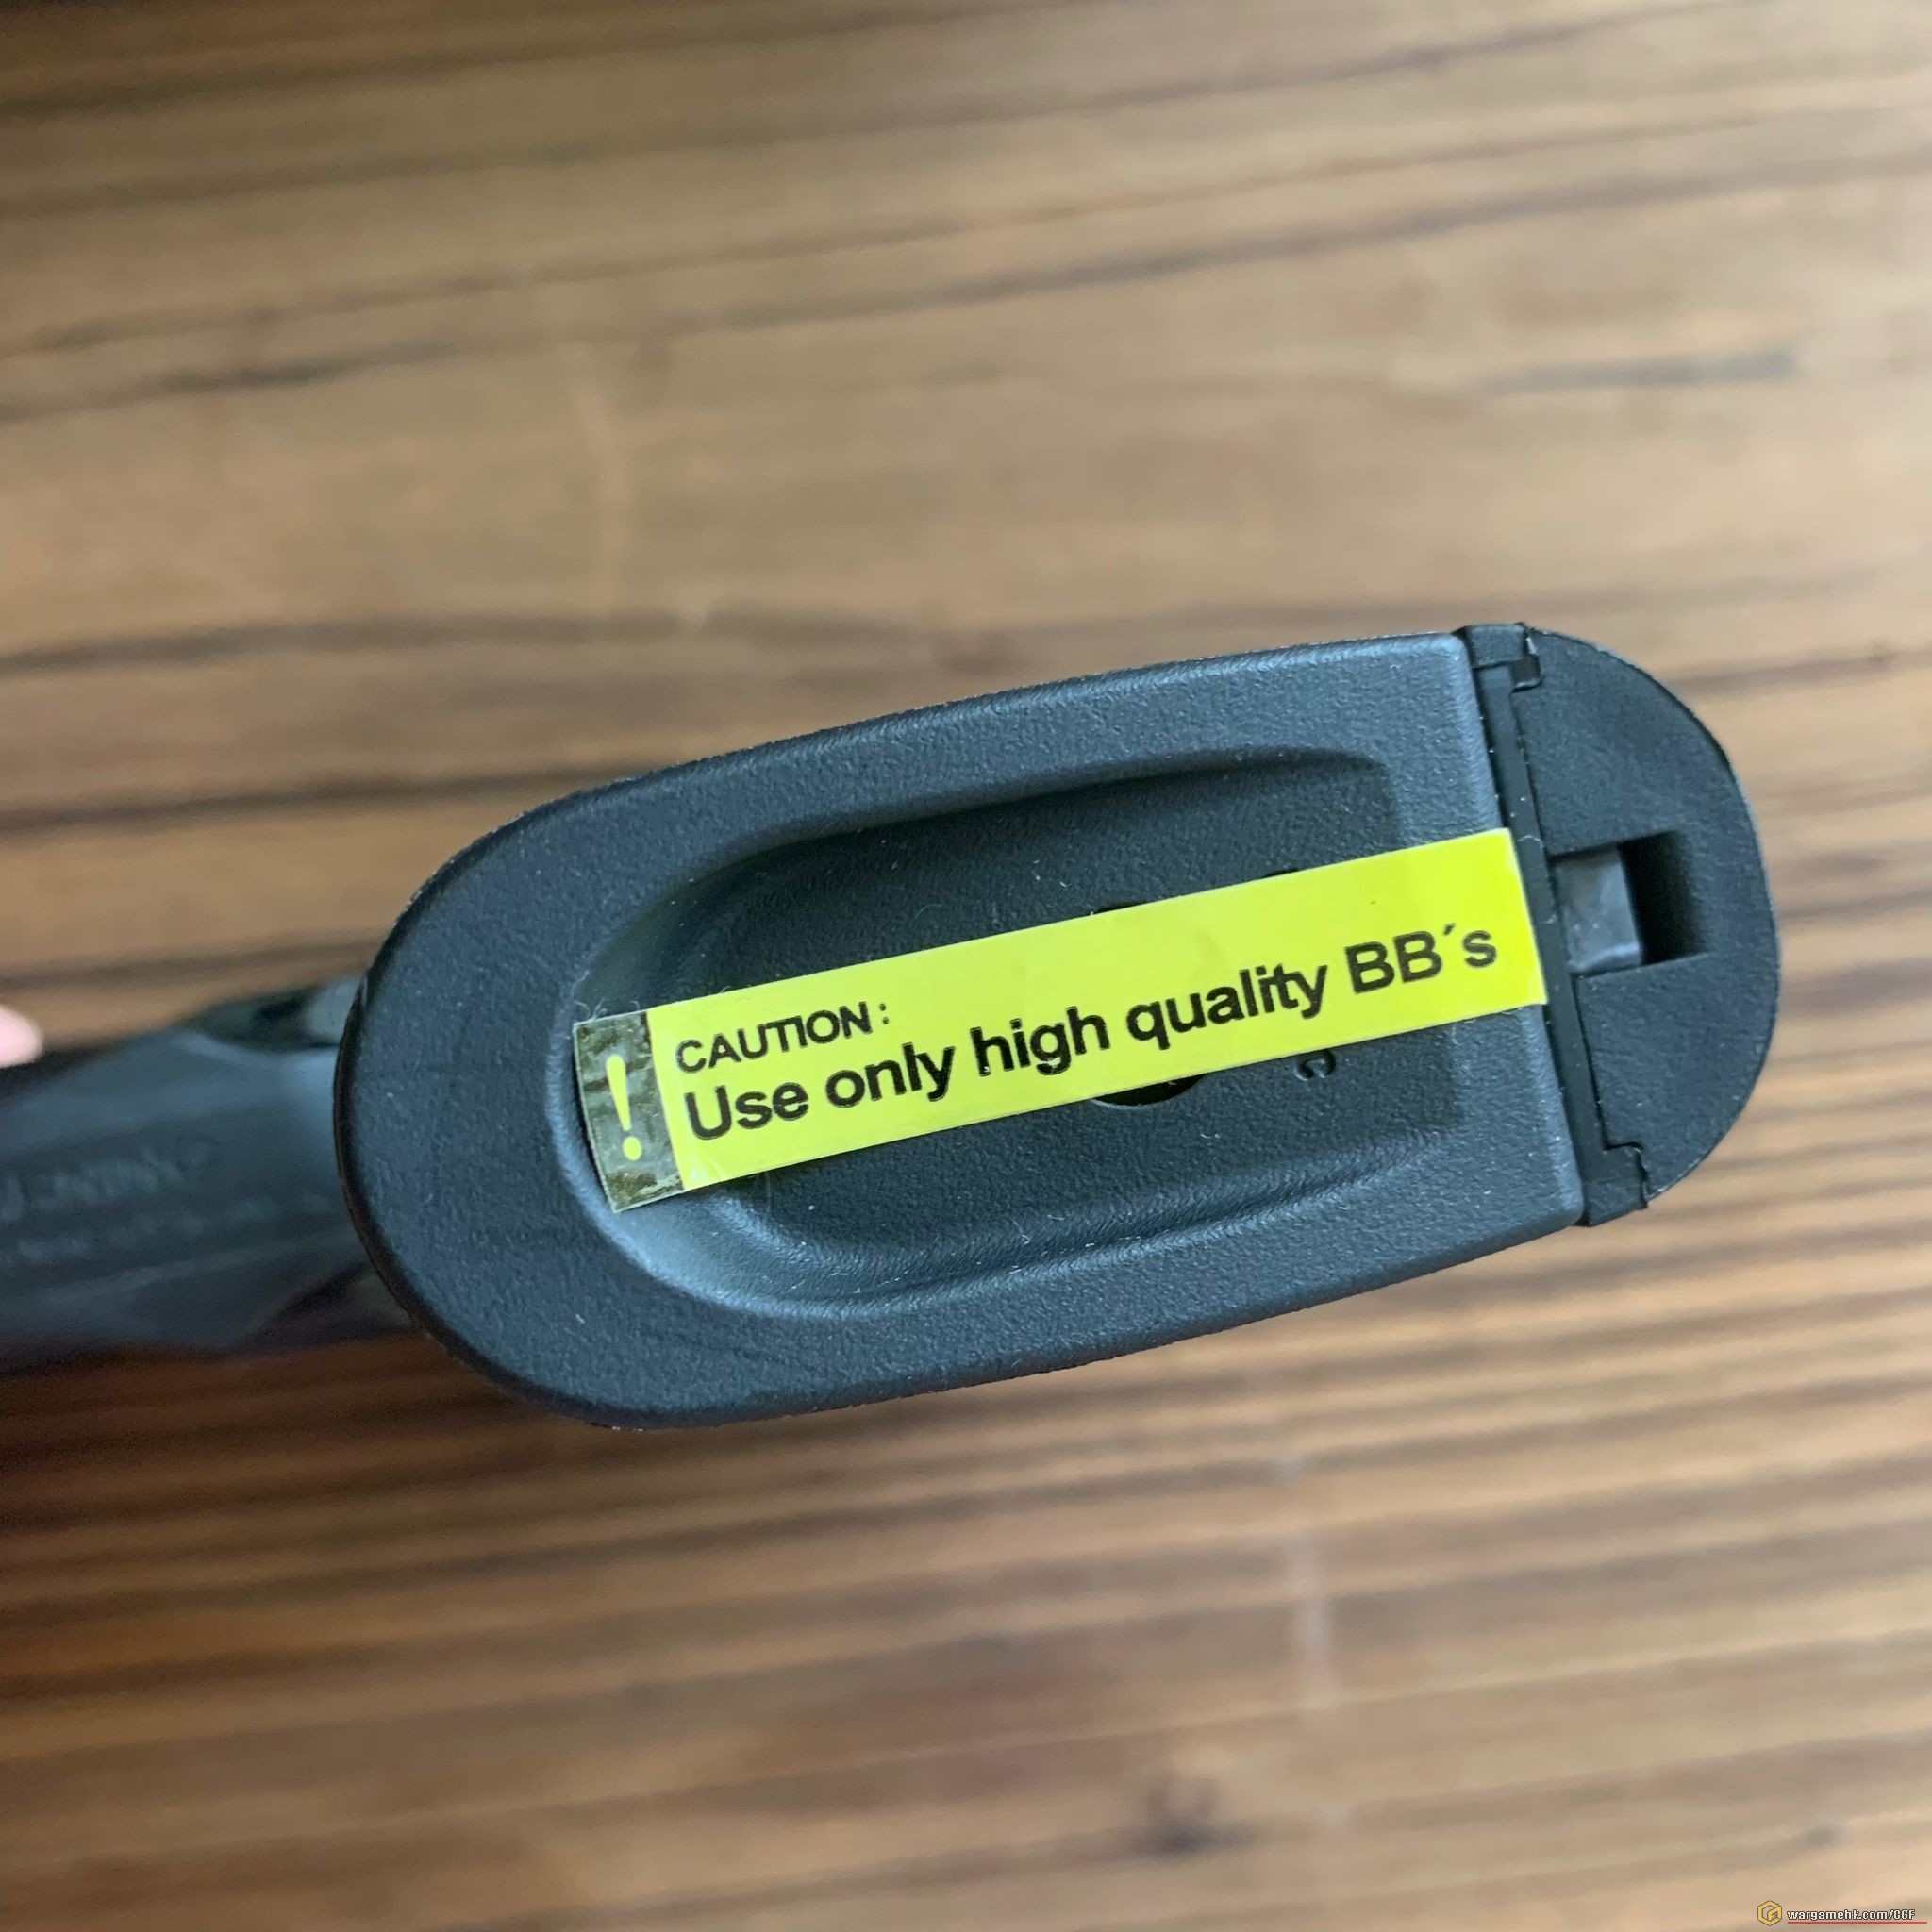 !
CAUTION:
Use only high quality BB´s
c
wargamehk.com/CGF